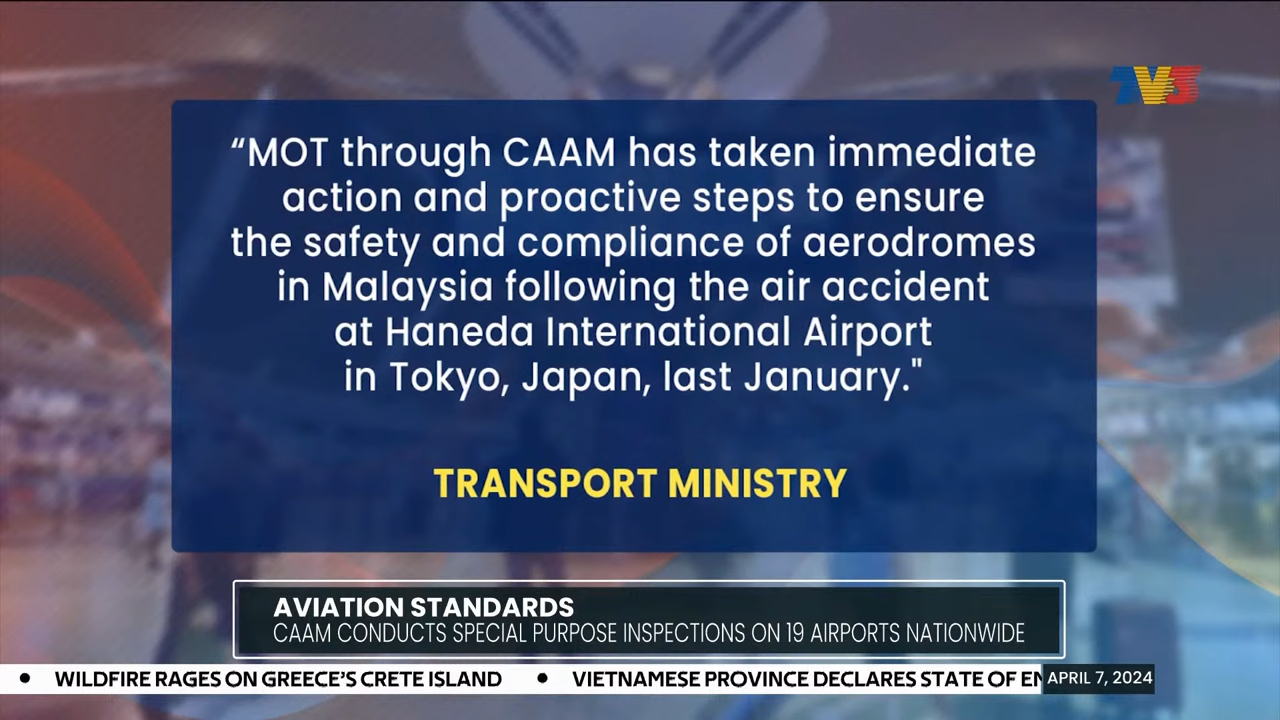 TV3
“MOT through CAAM has taken immediate
action and proactive steps to ensure
the safety and compliance of aerodromes
in Malaysia following the air accident
at Haneda International Airport
in Tokyo, Japan, last January."
TRANSPORT MINISTRY
AVIATION STANDARDS
CAAM CONDUCTS SPECIAL PURPOSE INSPECTIONS ON 19 AIRPORTS NATIONWIDE
• WILDFIRE RAGES ON GREECE’S CRETE ISLAND • VIETNAMESE PROVINCE DECLARES STATE OF
APRIL 7, 2024